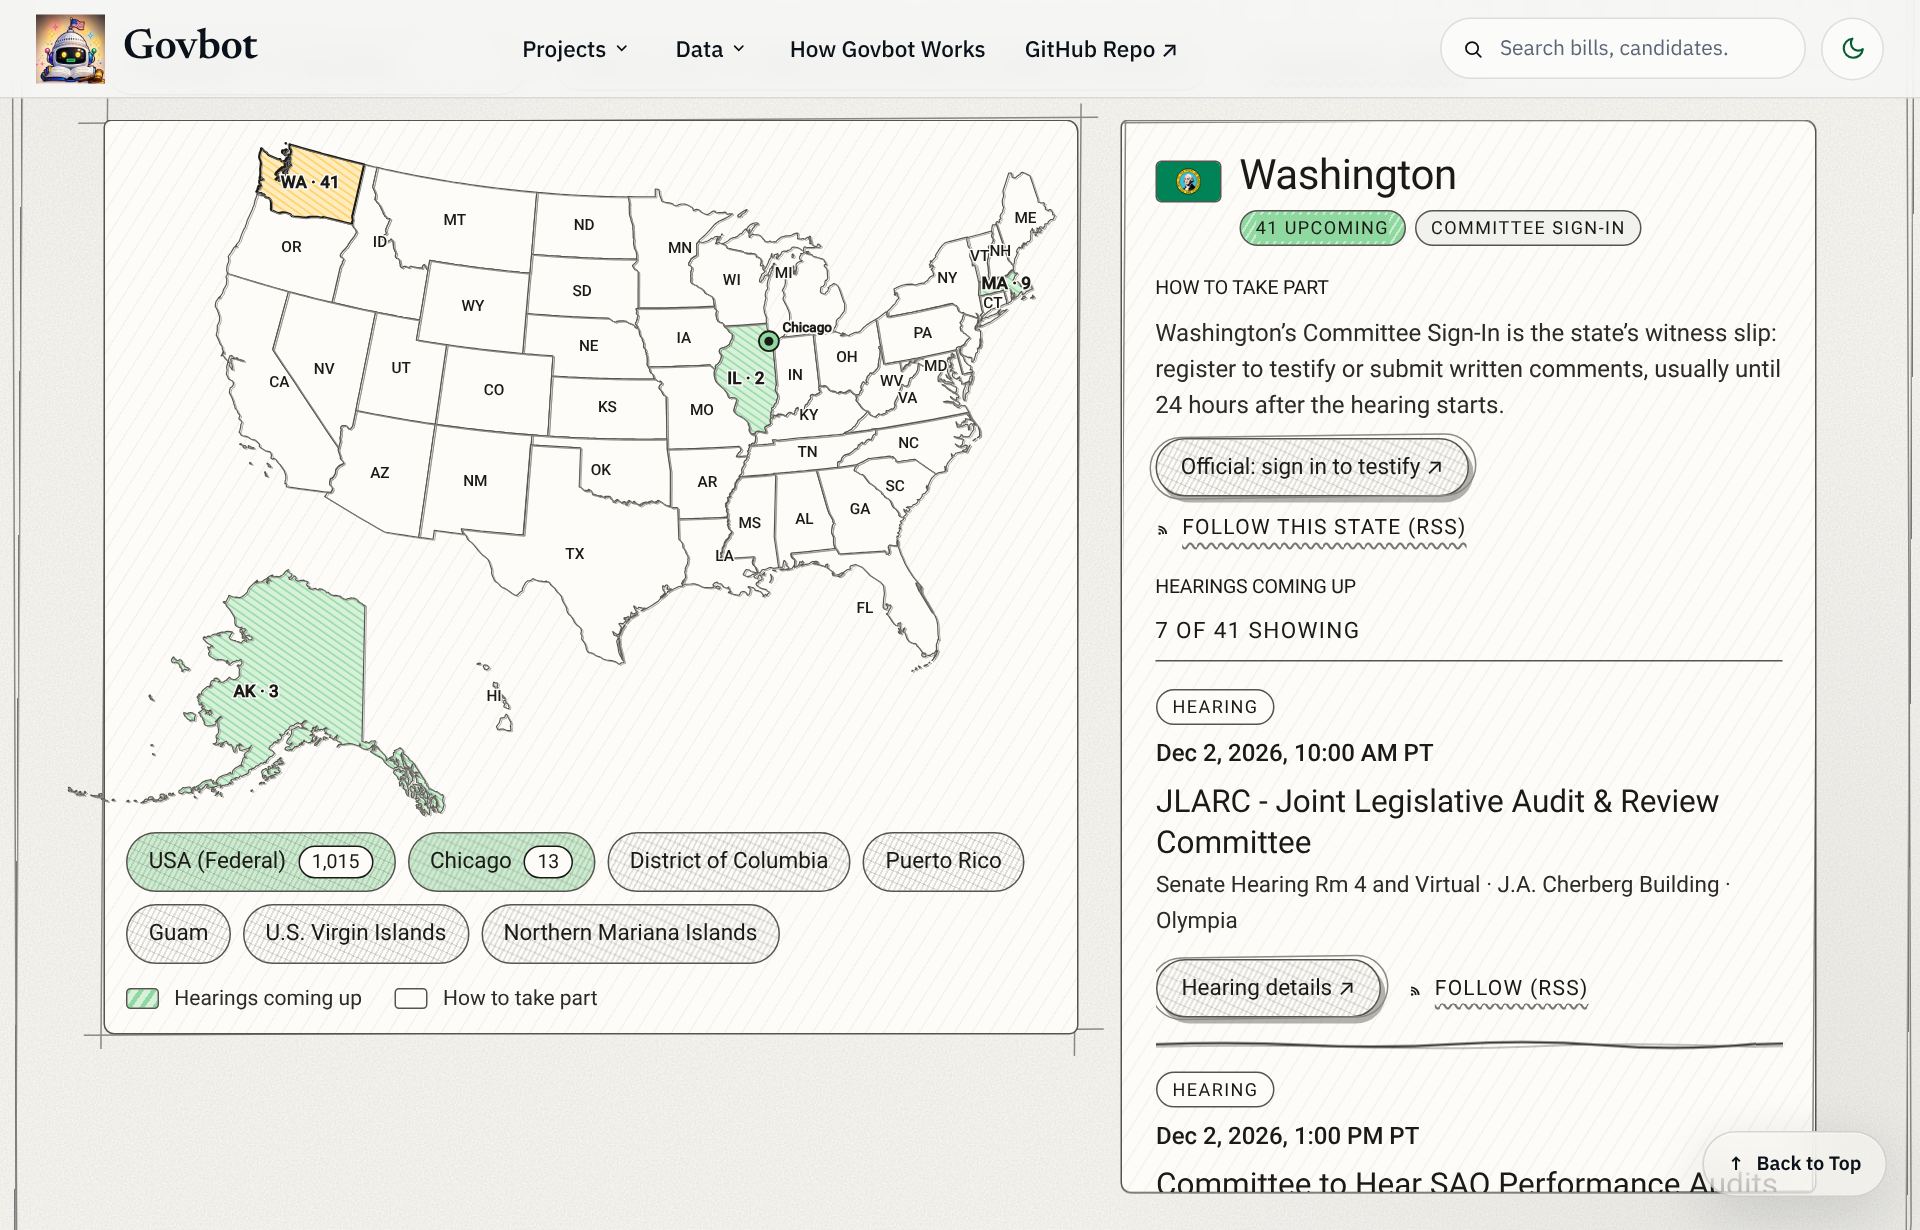 Govbot
Projects
Data
How Govbot Works
GitHub Repo ↗
Search bills, candidates.
WA · 41
MT
ND
MN
ME
OR
ID
WI
MI
NY
VT
NH
MA · 9
CT
WY
SD
IA
Chicago
PA
NE
IL · 2
IN
OH
MD
WV
VA
NV
UT
CA
CO
KS
MO
KY
NC
TN
AZ
NM
OK
AR
SC
MS
AL
GA
TX
LA
FL
AK · 3
HI
USA (Federal) 1,015
Chicago 13
District of Columbia
Puerto Rico
Guam
U.S. Virgin Islands
Northern Mariana Islands
Hearings coming up
How to take part
Washington
41 UPCOMING
COMMITTEE SIGN-IN
HOW TO TAKE PART
Washington’s Committee Sign-In is the state’s witness slip:
register to testify or submit written comments, usually until
24 hours after the hearing starts.
Official: sign in to testify ↗
FOLLOW THIS STATE (RSS)
HEARINGS COMING UP
7 OF 41 SHOWING
HEARING
Dec 2, 2026, 10:00 AM PT
JLARC - Joint Legislative Audit & Review
Committee
Senate Hearing Rm 4 and Virtual · J.A. Cherberg Building ·
Olympia
Hearing details ↗
FOLLOW (RSS)
HEARING
Dec 2, 2026, 1:00 PM PT
Committee to Hear SAO Performance Audits
↑ Back to Top